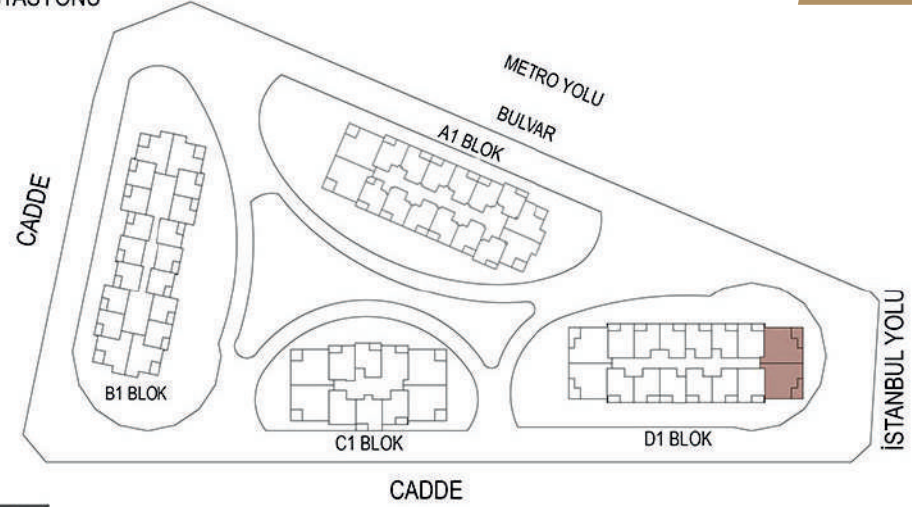 METRO YOLU
BULVAR
A1 BLOK
CADDE
B1 BLOK
C1 BLOK
D1 BLOK
İSTANBUL YOLU
CADDE